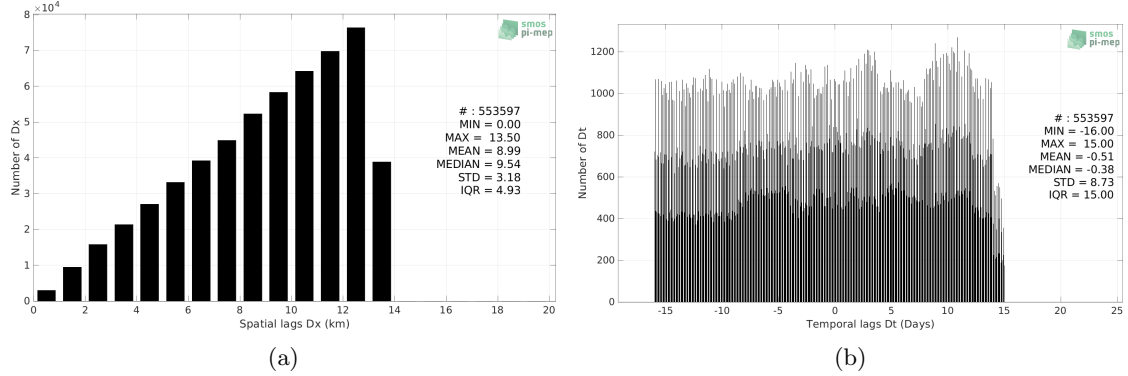 8 ×10⁴
7
6
5
4
3
2
1
0
Number of Dx
0 2 4 6 8 10 12 14 16 18 20
Spatial lags Dx (km)
smos
pi-mep
# : 553597
MIN = 0.00
MAX = 13.50
MEAN = 8.99
MEDIAN = 9.54
STD = 3.18
IQR = 4.93
(a)
1200
1000
800
600
400
200
0
Number of Dt
-15 -10 -5 0 5 10 15 20 25
Temporal lags Dt (Days)
smos
pi-mep
# : 553597
MIN = -16.00
MAX = 15.00
MEAN = -0.51
MEDIAN = -0.38
STD = 8.73
IQR = 15.00
(b)